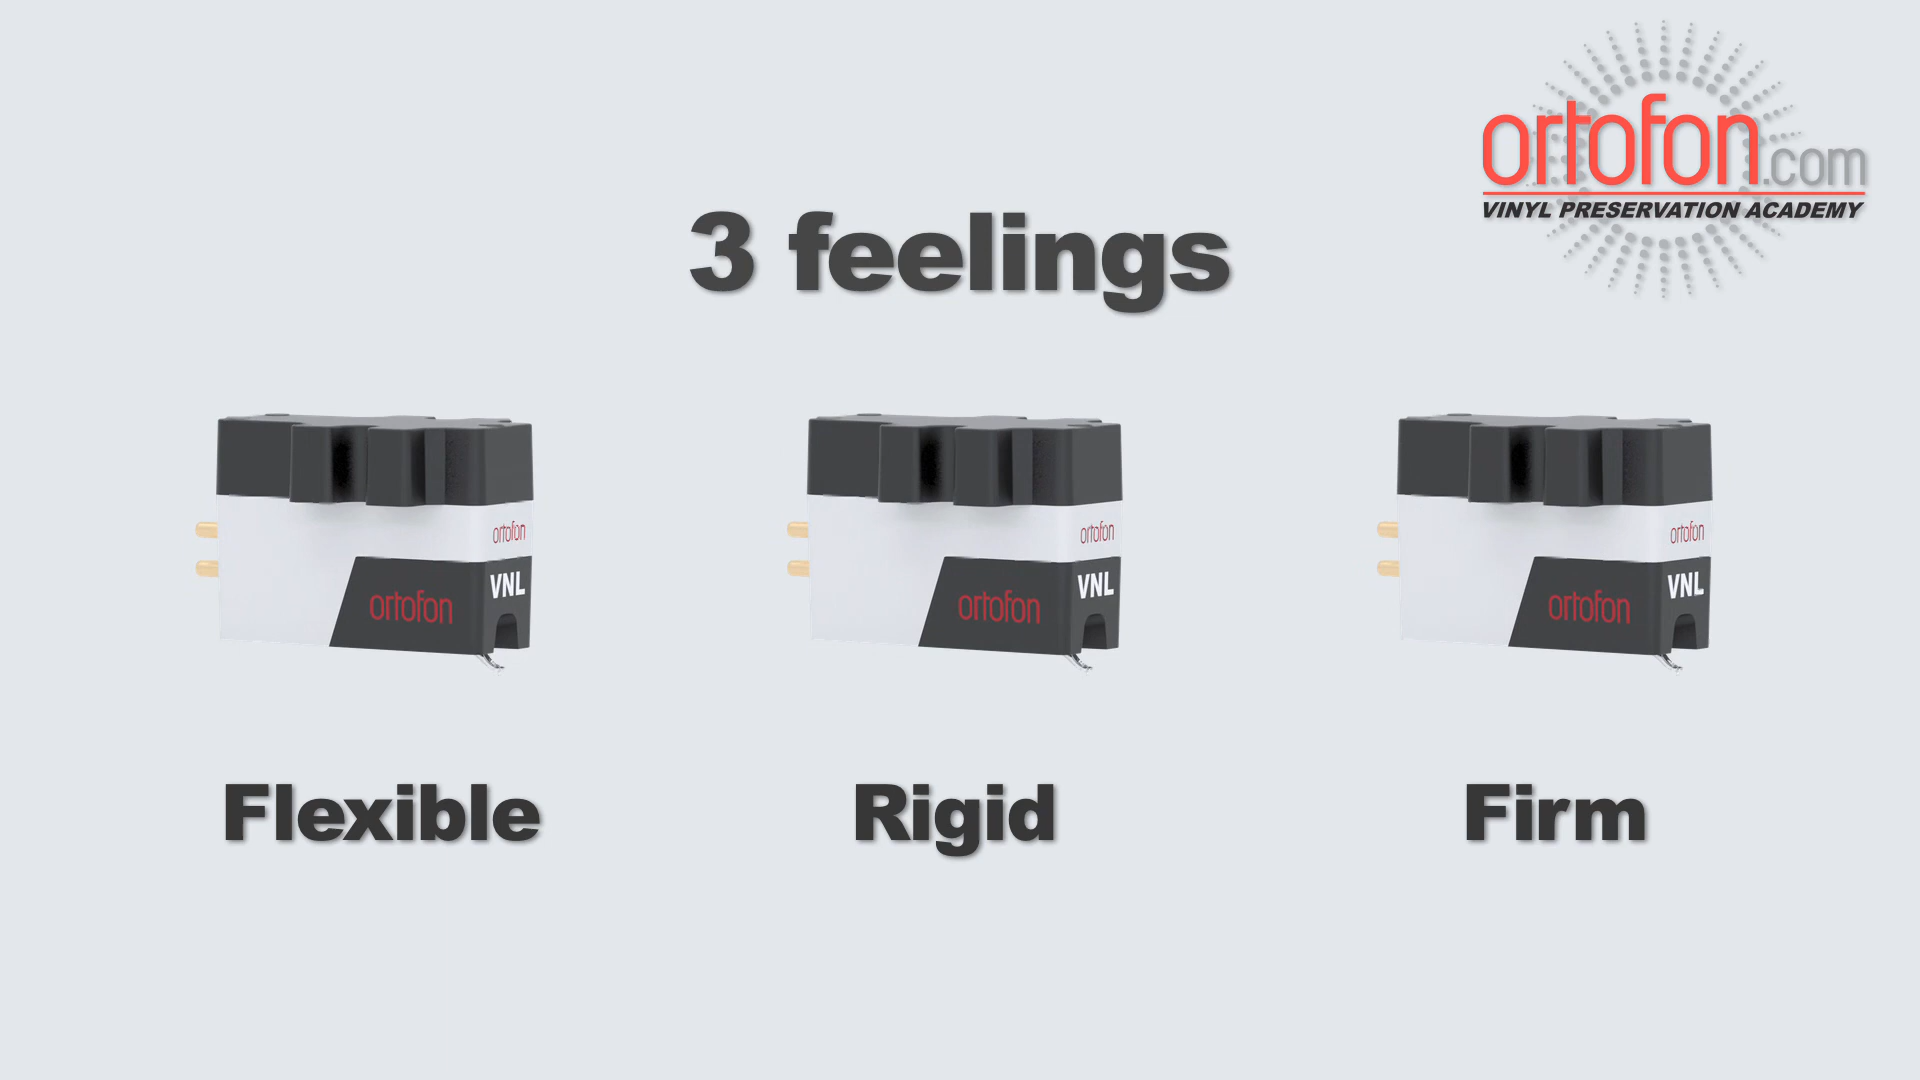 ortofon.com
VINYL PRESERVATION ACADEMY
3 feelings
ortofon
VNL
ortofon
ortofon
VNL
ortofon
ortofon
VNL
ortofon
Flexible
Rigid
Firm